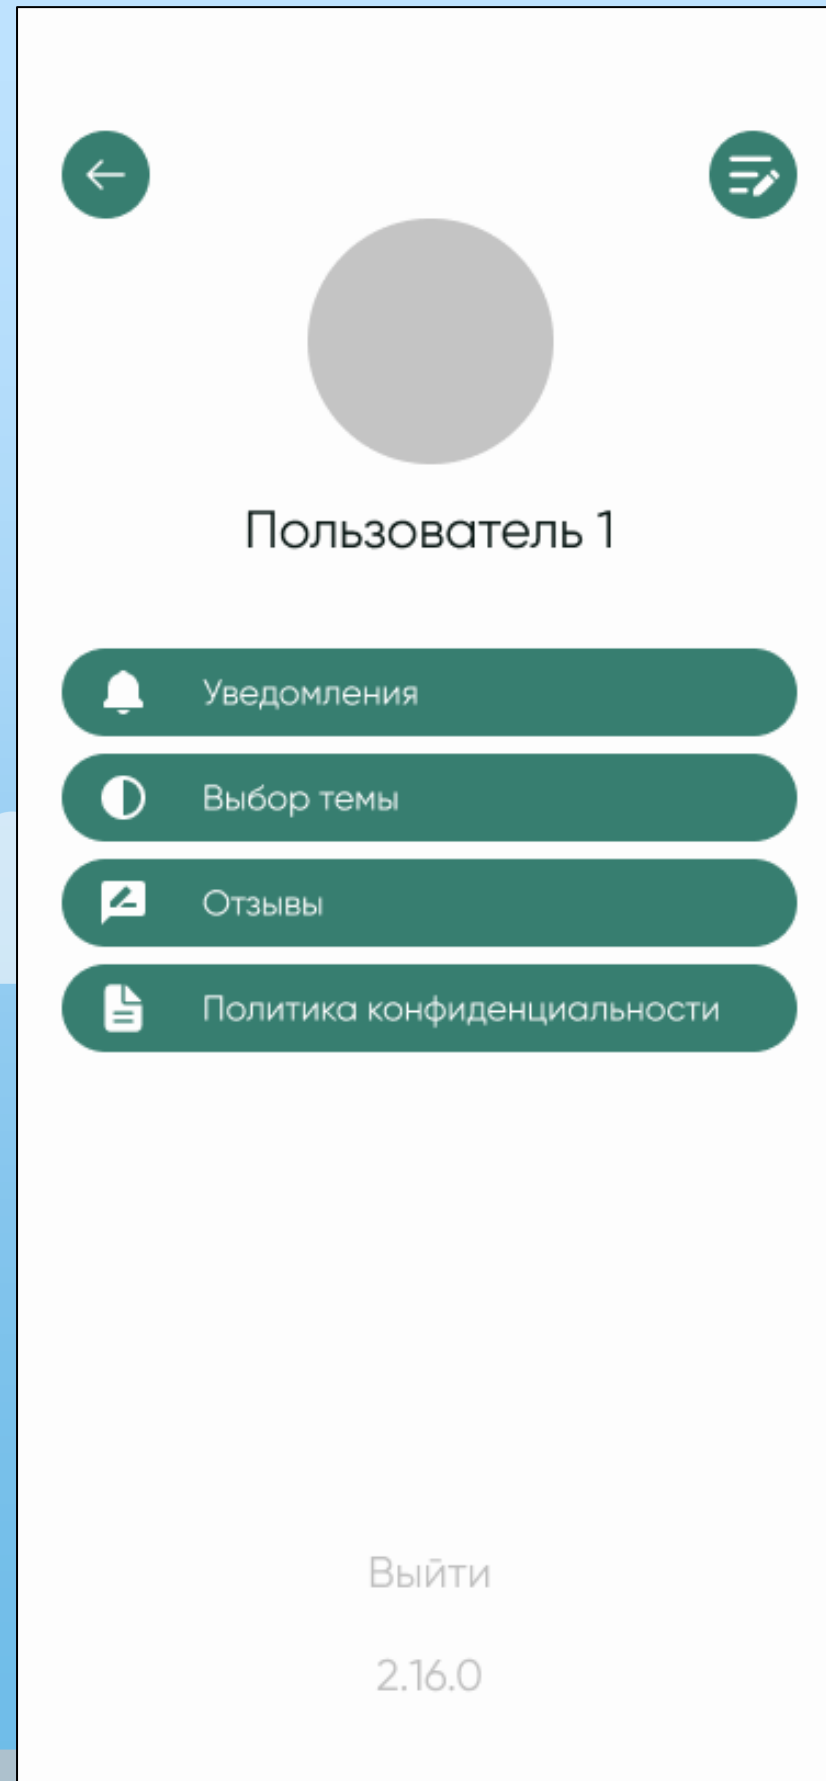 Пользователь 1
Уведомления
Выбор темы
Отзывы
Политика конфиденциальности
Выйти
2.16.0